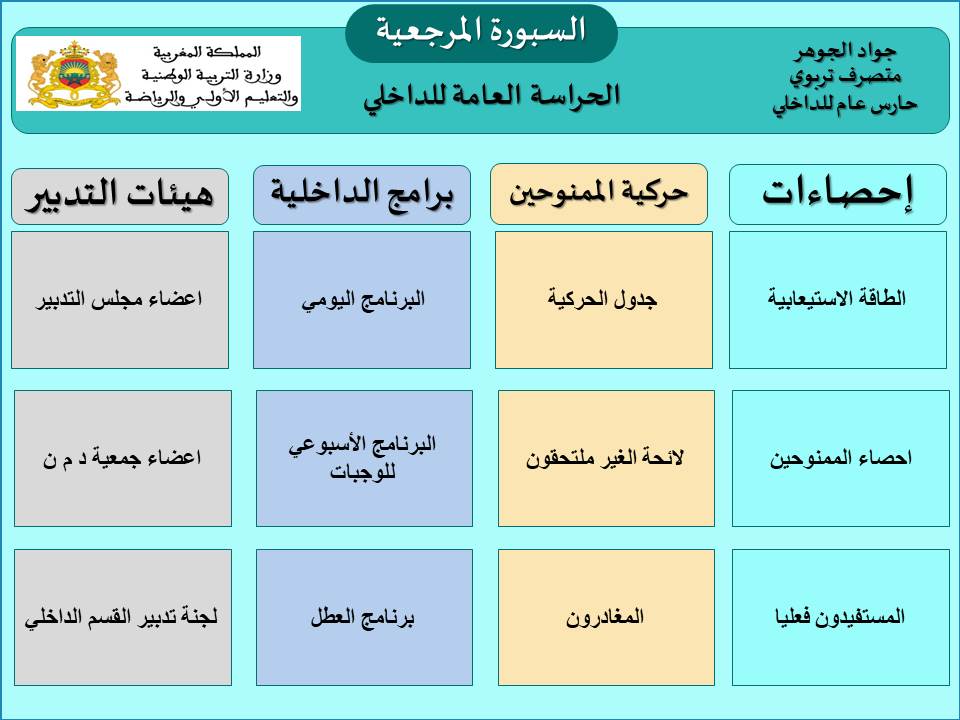 السبورة المرجعية
جواد الجوهر
متصرف تربوي
حارس عام للداخلي
الحراسة العامة للداخلي
المملكة المغربية
وزارة التربية الوطنية
والتعليم الأولي والرياضة
إحصاءات
حركية الممنوحين
برامج الداخلية
هيئات التدبير
الطاقة الاستيعابية
جدول الحركية
البرنامج اليومي
اعضاء مجلس التدبير
احصاء الممنوحين
لائحة الغير ملتحقون
البرنامج الأسبوعي
للوجبات
اعضاء جمعية د م ن
المستفيدون فعليا
المغادرون
برنامج العطل
لجنة تدبير القسم الداخلي